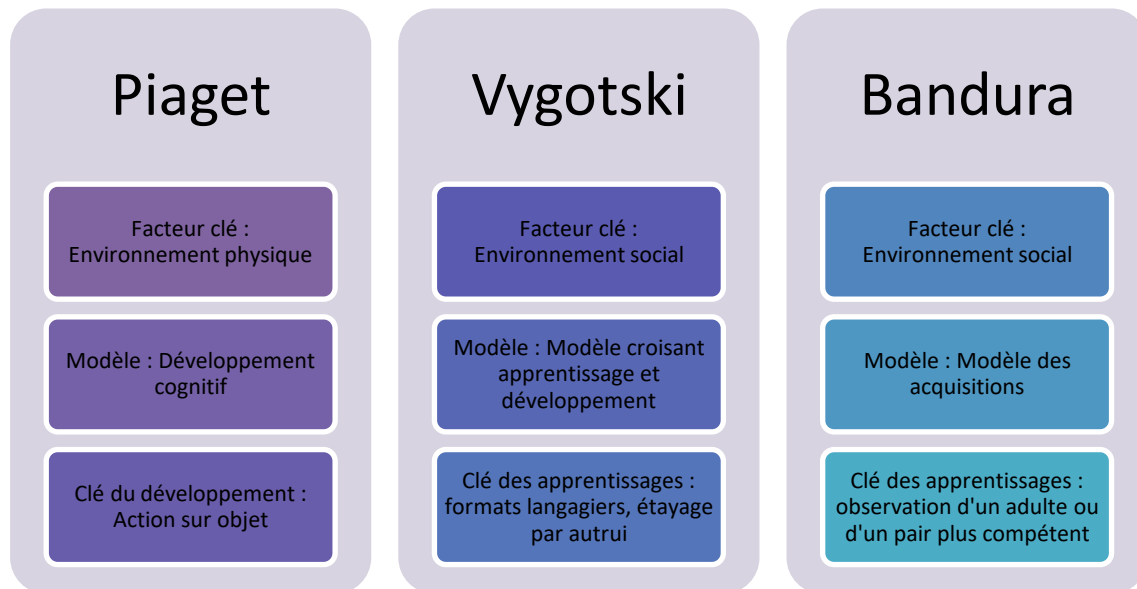 Piaget
Facteur clé :
Environnement physique
Modèle : Développement
cognitif
Clé du développement :
Action sur objet
Vygotski
Facteur clé :
Environnement social
Modèle : Modèle croisant
apprentissage et
développement
Clé des apprentissages :
formats langagiers, étayage
par autrui
Bandura
Facteur clé :
Environnement social
Modèle : Modèle des
acquisitions
Clé des apprentissages :
observation d'un adulte ou
d'un pair plus compétent